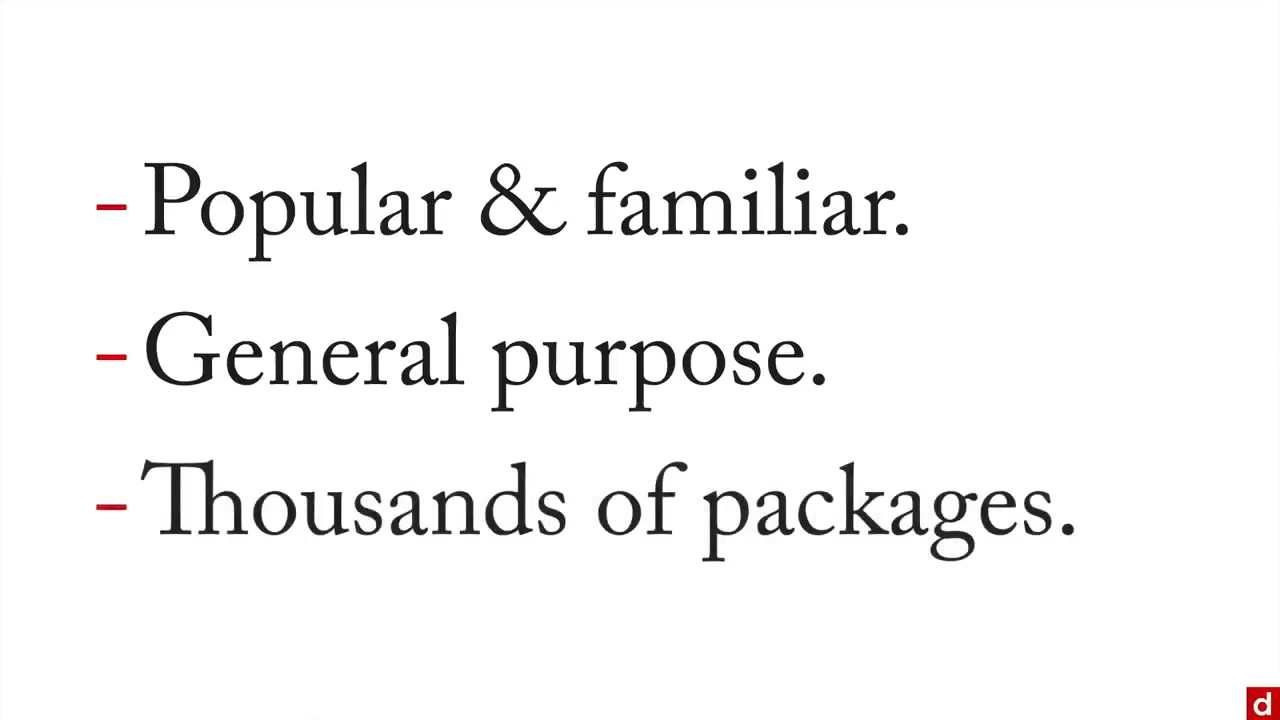 - Popular & familiar.
- General purpose.
- Thousands of packages.
d